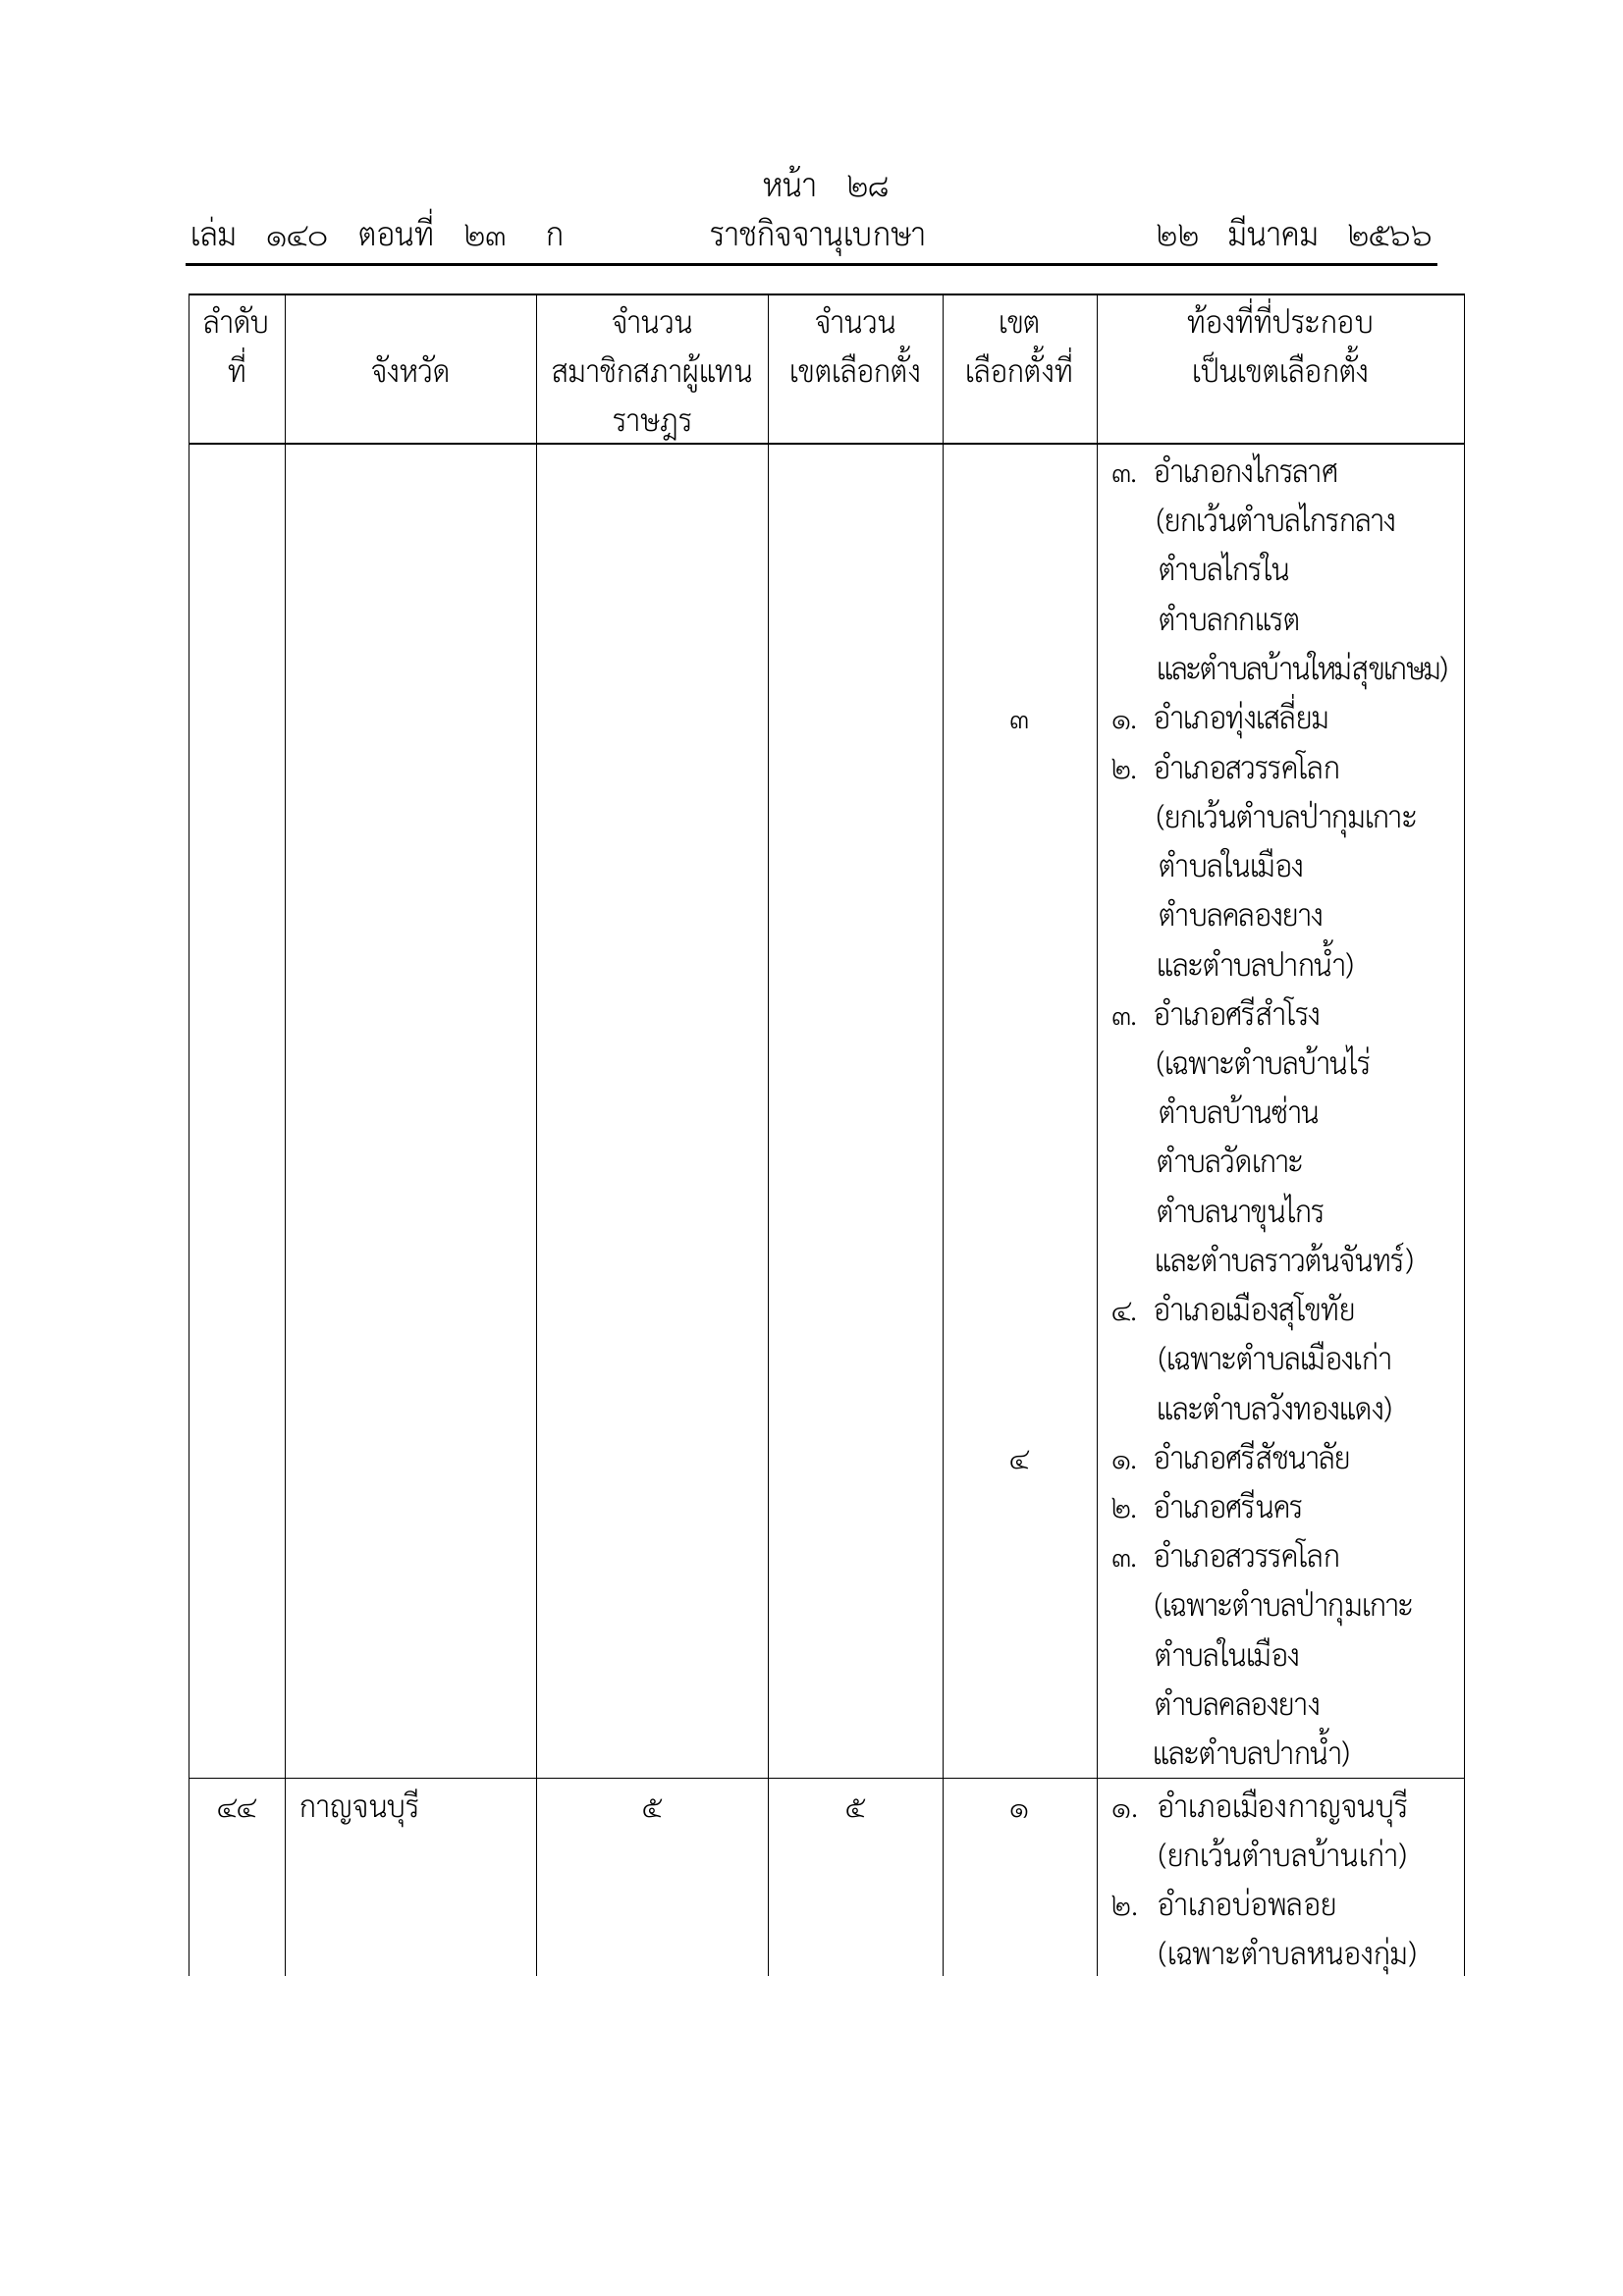 หน้า ๒๘
เล่ม ๑๔๐ ตอนที่ ๒๓ ก ราชกิจจานุเบกษา ๒๒ มีนาคม ๒๕๖๖
ลำดับ จำนวน จำนวน เขต ท้องที่ที่ประกอบ
ที่ จังหวัด สมาชิกสภาผู้แทน เขตเลือกตั้ง เลือกตั้งที่ เป็นเขตเลือกตั้ง
ราษฎร
๓. อำเภอกงไกรลาศ
(ยกเว้นตำบลไกรกลาง
ตำบลไกรใน
ตำบลกกแรต
และตำบลบ้านใหม่สุขเกษม)
๓ ๑. อำเภอทุ่งเสลี่ยม
๒. อำเภอสวรรคโลก
(ยกเว้นตำบลป่ากุมเกาะ
ตำบลในเมือง
ตำบลคลองยาง
และตำบลปากน้ำ)
๓. อำเภอศรีสำโรง
(เฉพาะตำบลบ้านไร่
ตำบลบ้านซ่าน
ตำบลวัดเกาะ
ตำบลนาขุนไกร
และตำบลราวต้นจันทร์)
๔. อำเภอเมืองสุโขทัย
(เฉพาะตำบลเมืองเก่า
และตำบลวังทองแดง)
๔ ๑. อำเภอศรีสัชนาลัย
๒. อำเภอศรีนคร
๓. อำเภอสวรรคโลก
(เฉพาะตำบลป่ากุมเกาะ
ตำบลในเมือง
ตำบลคลองยาง
และตำบลปากน้ำ)
๔๔ กาญจนบุรี ๕ ๕ ๑ ๑. อำเภอเมืองกาญจนบุรี
(ยกเว้นตำบลบ้านเก่า)
๒. อำเภอบ่อพลอย
(เฉพาะตำบลหนองกุ่ม)